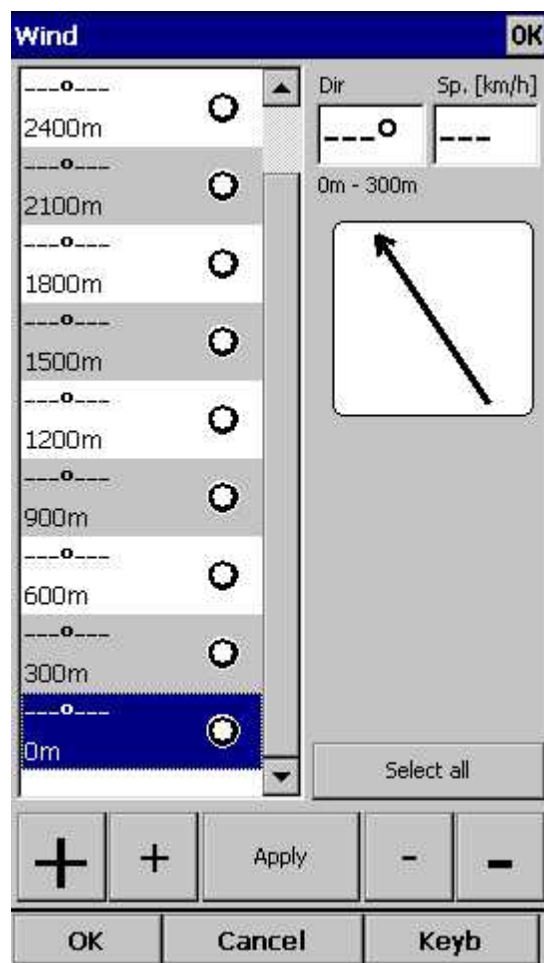 Wind OK
---°---
2400m
---°---
2100m
---°---
1800m
---°---
1500m
---°---
1200m
---°---
900m
---°---
600m
---°---
300m
---°---
0m
Dir Sp. [km/h]
---° ---
0m - 300m
Select all
+ + Apply - -
OK Cancel Keyb